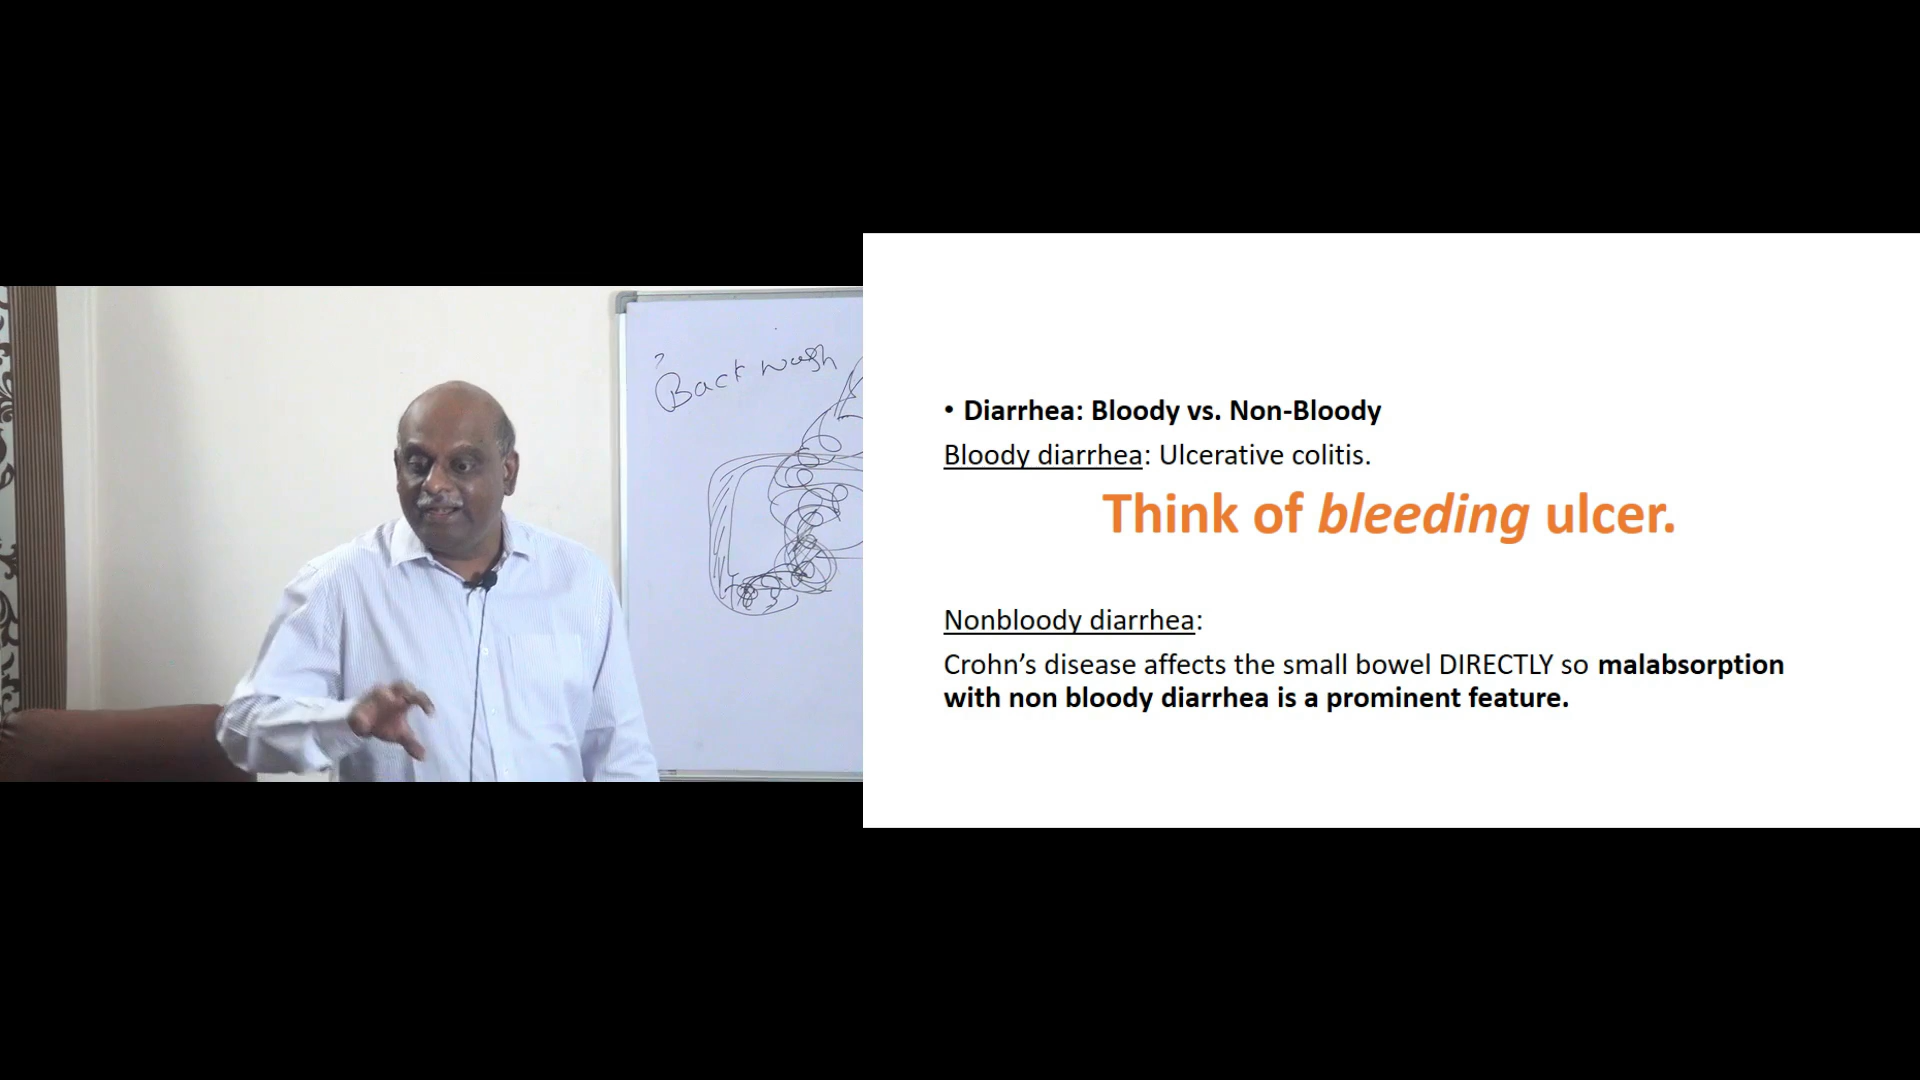 ?
Back wash
• Diarrhea: Bloody vs. Non-Bloody
Bloody diarrhea: Ulcerative colitis.
Think of bleeding ulcer.
Nonbloody diarrhea:
Crohn’s disease affects the small bowel DIRECTLY so malabsorption
with non bloody diarrhea is a prominent feature.